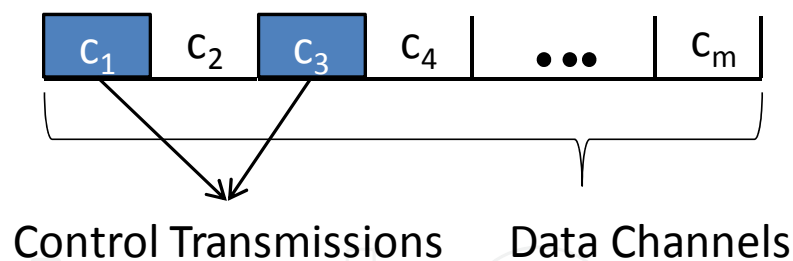 c₁ c₂ c₃ c₄ ••• cₘ
Control Transmissions Data Channels